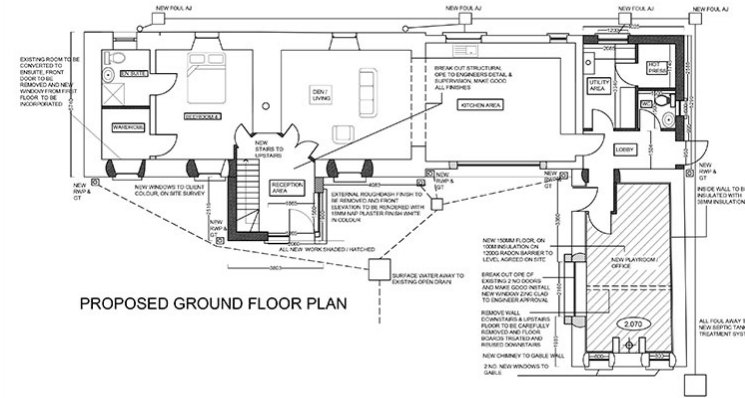 NEW FOUL AJ
NEW FOUL AJ
NEW FOUL AJ
NEW FOUL AJ
EXISTING ROOM TO BE
CONVERTED TO
ENSUITE, FRONT
DOOR TO BE
REMOVED AND NEW
WINDOW FROM FIRST
FLOOR TO BE
INCORPORATED
EN SUITE
WARDROBE
BEDROOM 4
DEN /
LIVING
BREAK OUT STRUCTURAL
OPE TO ENGINEERS DETAIL &
SUPERVISION, MAKE GOOD
ALL FINISHES
KITCHEN AREA
UTILITY
AREA
HOT
PRESS
WC
LOBBY
NEW
STAIRS TO
UPSTAIRS
RECEPTION
AREA
NEW
RWP &
GT
NEW WINDOWS TO CLIENT
COLOUR, ON SITE SURVEY
NEW
RWP &
GT
EXTERNAL ROUGHDASH FINISH TO
BE REMOVED AND FRONT
ELEVATION TO BE RENDERED WITH
NAP PLASTER FINISH WHITE
IN COLOUR
NEW
RWP &
GT
NEW
RWP &
GT
INSIDE WALL TO B
INSULATED WITH
INSULATION
ALL NEW WORK SHADED / HATCHED
SURFACE WATER AWAY TO
EXISTING OPEN DRAIN
PROPOSED GROUND FLOOR PLAN
NEW 150MM FLOOR, ON
100MM INSULATION ON
1200G RADON BARRIER TO
LEVEL AGREED ON SITE
NEW PLAYROOM /
OFFICE
BREAK OUT OPE OF
EXISTING 2 NO DOORS
AND MAKE GOOD INSTALL
NEW WINDOW ZINC CLAD
TO ENGINEER APPROVAL
REMOVE WALL
DOWNSTAIRS & UPSTAIRS
FLOOR TO BE CAREFULLY
REMOVED AND FLOOR
BOARDS TREATED AND
REUSED DOWNSTAIRS
2.070
ALL FOUL AWAY T
NEW SEPTIC TAN
TREATMENT SYST
NEW CHIMNEY TO GABLE WALL
2 NO. NEW WINDOWS TO
GABLE